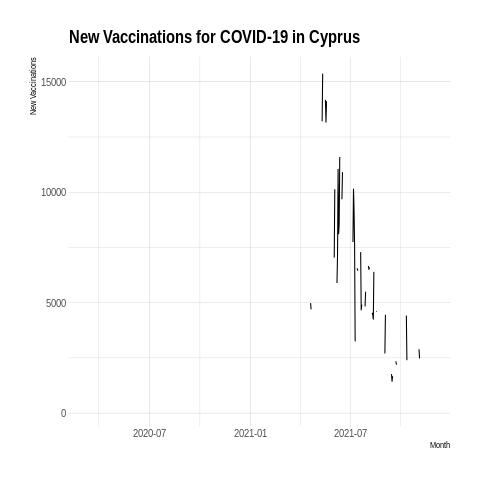 New Vaccinations for COVID-19 in Cyprus
New Vaccinations
15000
10000
5000
0
2020-07 2021-01 2021-07
Month